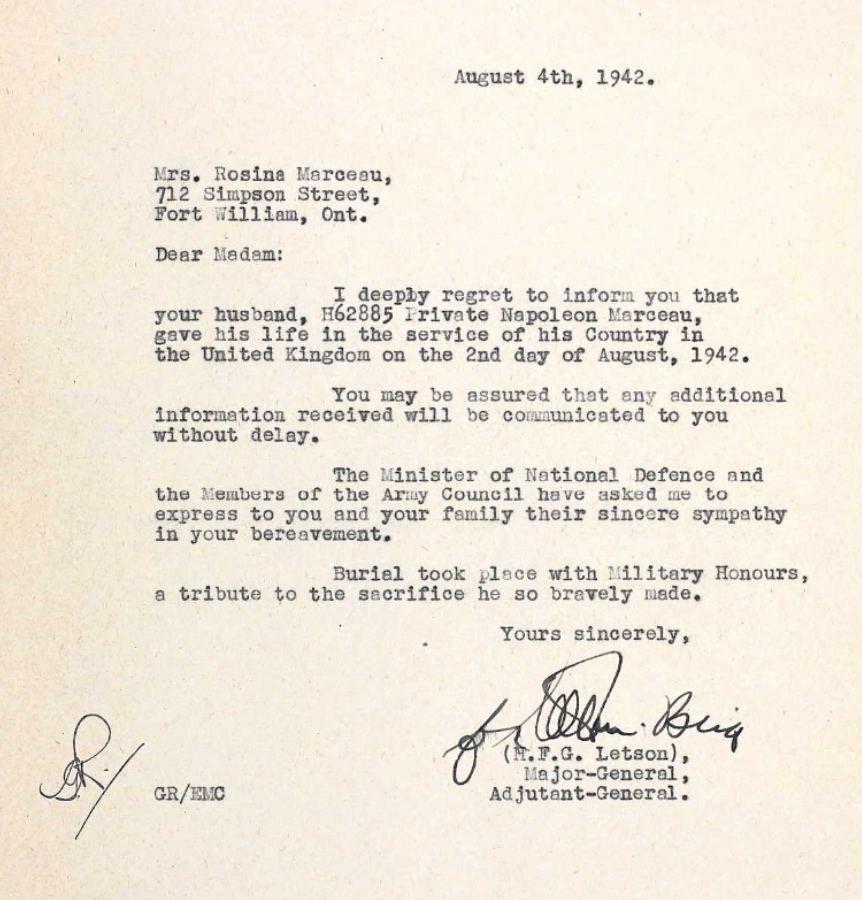 August 4th, 1942.
Mrs. Rosina Marceau,
712 Simpson Street,
Fort William, Ont.
Dear Madam:
I deeply regret to inform you that
your husband, H62885 Private Napoleon Marceau,
gave his life in the service of his Country in
the United Kingdom on the 2nd day of August, 1942.
You may be assured that any additional
information received will be communicated to you
without delay.
The Minister of National Defence and
the Members of the Army Council have asked me to
express to you and your family their sincere sympathy
in your bereavement.
Burial took place with Military Honours,
a tribute to the sacrifice he so bravely made.
Yours sincerely,
for Brig
(H.F.G. Letson),
Major-General,
GR/EMC Adjutant-General.